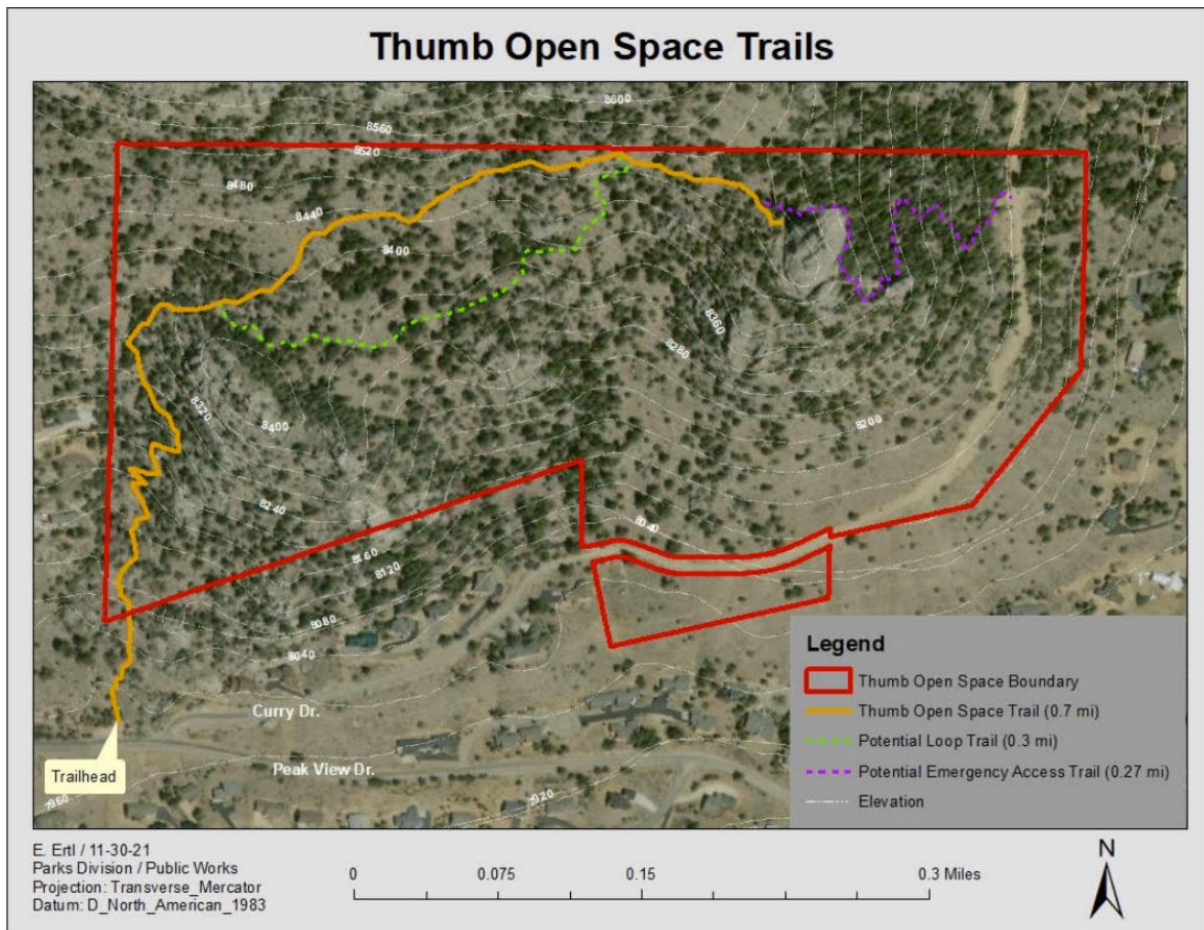 Thumb Open Space Trails
8600
8560
8520
8480
8440
8400
8360
8280
8320
8400
8200
8240
8040
8160
8120
8080
8040
Curry Dr.
Peak View Dr.
Trailhead
7960
7920
Legend
Thumb Open Space Boundary
Thumb Open Space Trail (0.7 mi)
Potential Loop Trail (0.3 mi)
Potential Emergency Access Trail (0.27 mi)
Elevation
E. Ertl / 11-30-21
Parks Division / Public Works
Projection: Transverse_Mercator
Datum: D_North_American_1983
0 0.075 0.15 0.3 Miles
N